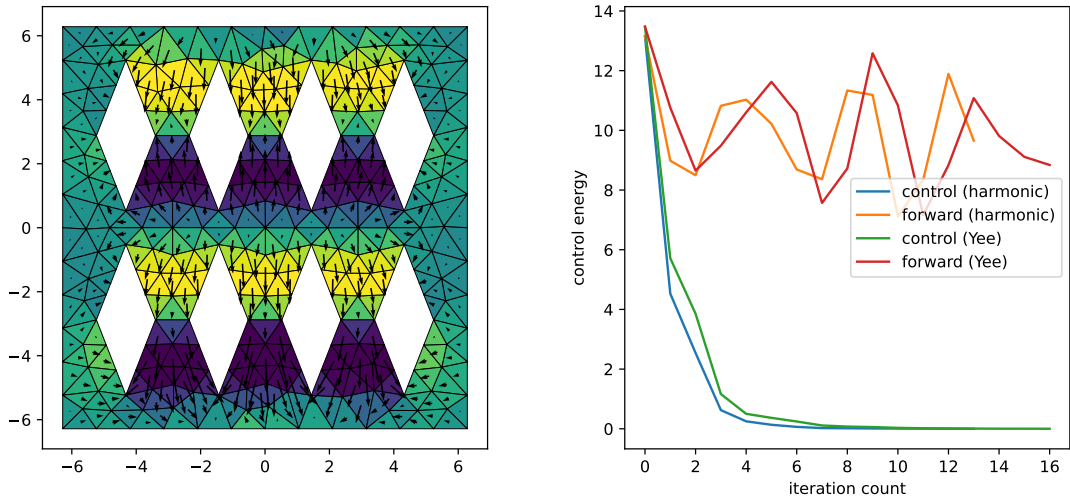 6
4
2
0
−2
−4
−6
−6 −4 −2 0 2 4 6
14
12
10
8
6
4
2
0
control energy
control (harmonic)
forward (harmonic)
control (Yee)
forward (Yee)
0 2 4 6 8 10 12 14 16
iteration count